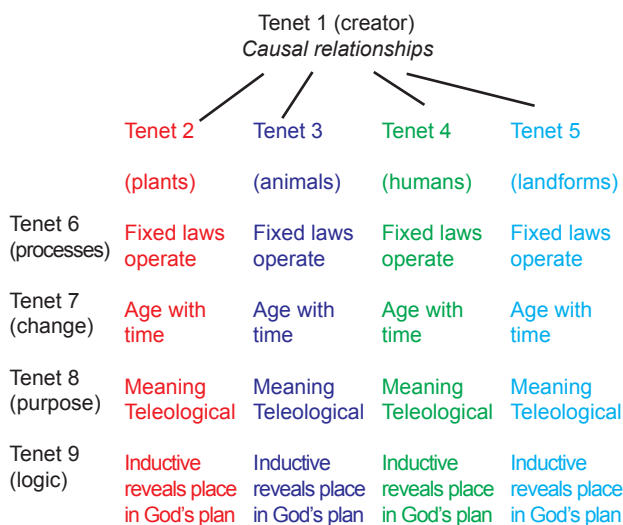 Tenet 1 (creator)
Causal relationships
Tenet 2 Tenet 3 Tenet 4 Tenet 5
(plants) (animals) (humans) (landforms)
Tenet 6
(processes)
Fixed laws Fixed laws Fixed laws Fixed laws
operate operate operate operate
Tenet 7
(change)
Age with Age with Age with Age with
time time time time
Tenet 8
(purpose)
Meaning Meaning Meaning Meaning
Teleological Teleological Teleological Teleological
Tenet 9
(logic)
Inductive Inductive Inductive Inductive
reveals place reveals place reveals place reveals place
in God's plan in God's plan in God's plan in God's plan